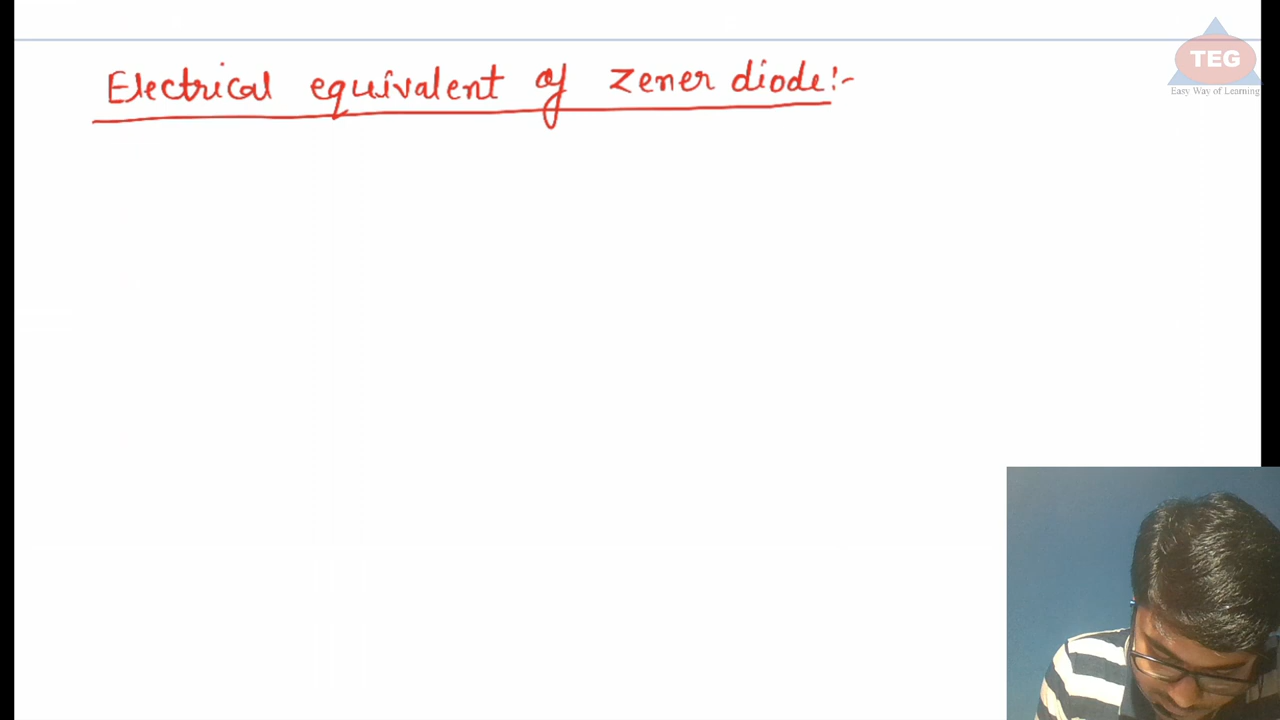 Electrical equivalent of Zener diode:-
TEG
Easy Way of Learning